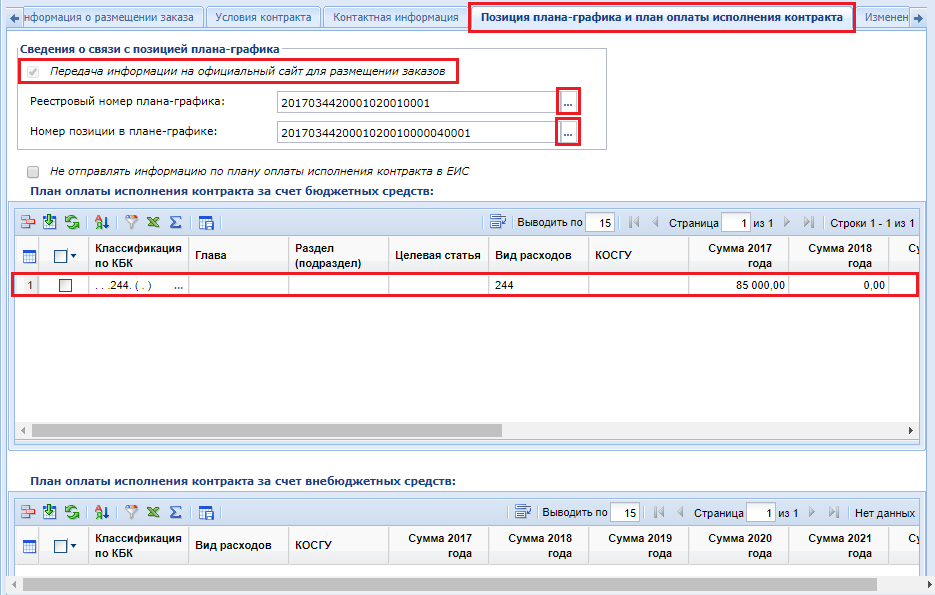 нформация о размещении заказа Условия контракта Контактная информация Позиция плана-графика и план оплаты исполнения контракта Изменен
Сведения о связи с позицией плана-графика
Передача информации на официальный сайт для размещении заказов
Реестровый номер плана-графика: 2017034420001020010001 ...
Номер позиции в плане-графике: 2017034420001020010000040001 ...
Не отправлять информацию по плану оплаты исполнения контракта в ЕИС
План оплаты исполнения контракта за счет бюджетных средств:
Выводить по 15 Страница 1 из 1 Строки 1 - 1 из 1
Классификация по КБК Глава Раздел (подраздел) Целевая статья Вид расходов КОСГУ Сумма 2017 года Сумма 2018 года Су
1 . . .244. ( . ) ... 244 85 000,00 0,00
План оплаты исполнения контракта за счет внебюджетных средств:
Выводить по 15 Страница 1 из 1 Нет данных
Классификация по КБК Вид расходов КОСГУ Сумма 2017 года Сумма 2018 года Сумма 2019 года Сумма 2020 года Сумма 2021 года Су